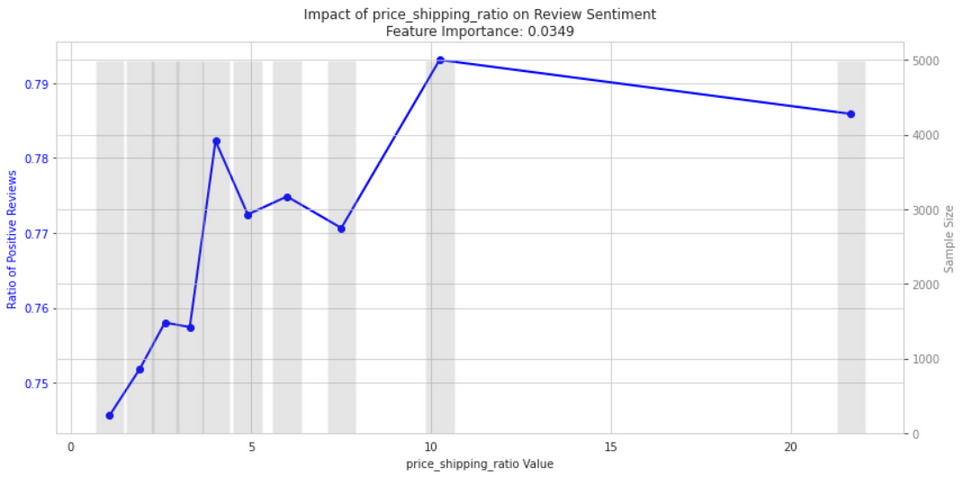 Impact of price_shipping_ratio on Review Sentiment
Feature Importance: 0.0349
Ratio of Positive Reviews
0.79
0.78
0.77
0.76
0.75
5000
4000
3000
2000
1000
0
Sample Size
0 5 10 15 20
price_shipping_ratio Value